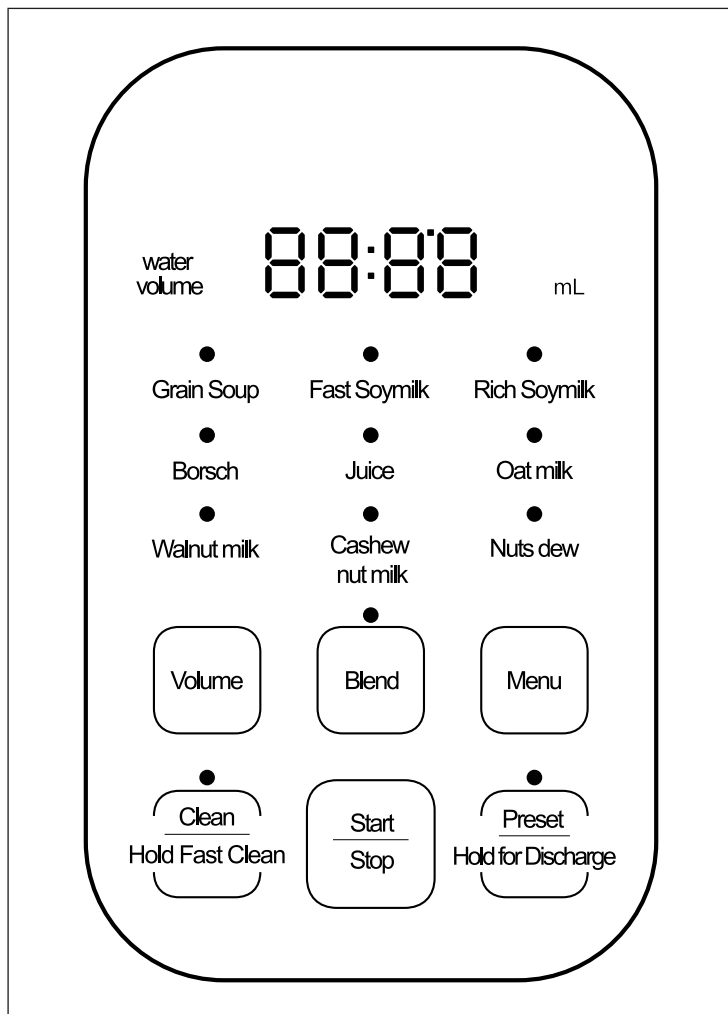 water
volume
88:88
mL
Grain Soup
Fast Soymilk
Rich Soymilk
Borsch
Juice
Oat milk
Walnut milk
Cashew
nut milk
Nuts dew
Volume
Blend
Menu
Clean
Hold Fast Clean
Start
Stop
Preset
Hold for Discharge